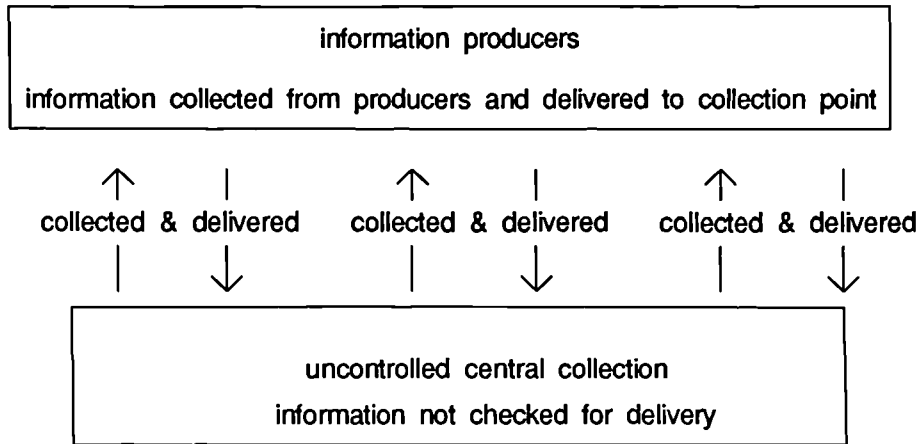 information producers
information collected from producers and delivered to collection point
collected & delivered collected & delivered collected & delivered
uncontrolled central collection
information not checked for delivery